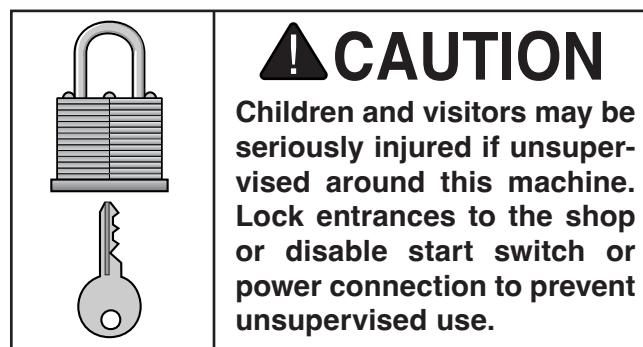 CAUTION
Children and visitors may be
seriously injured if unsuper-
vised around this machine.
Lock entrances to the shop
or disable start switch or
power connection to prevent
unsupervised use.